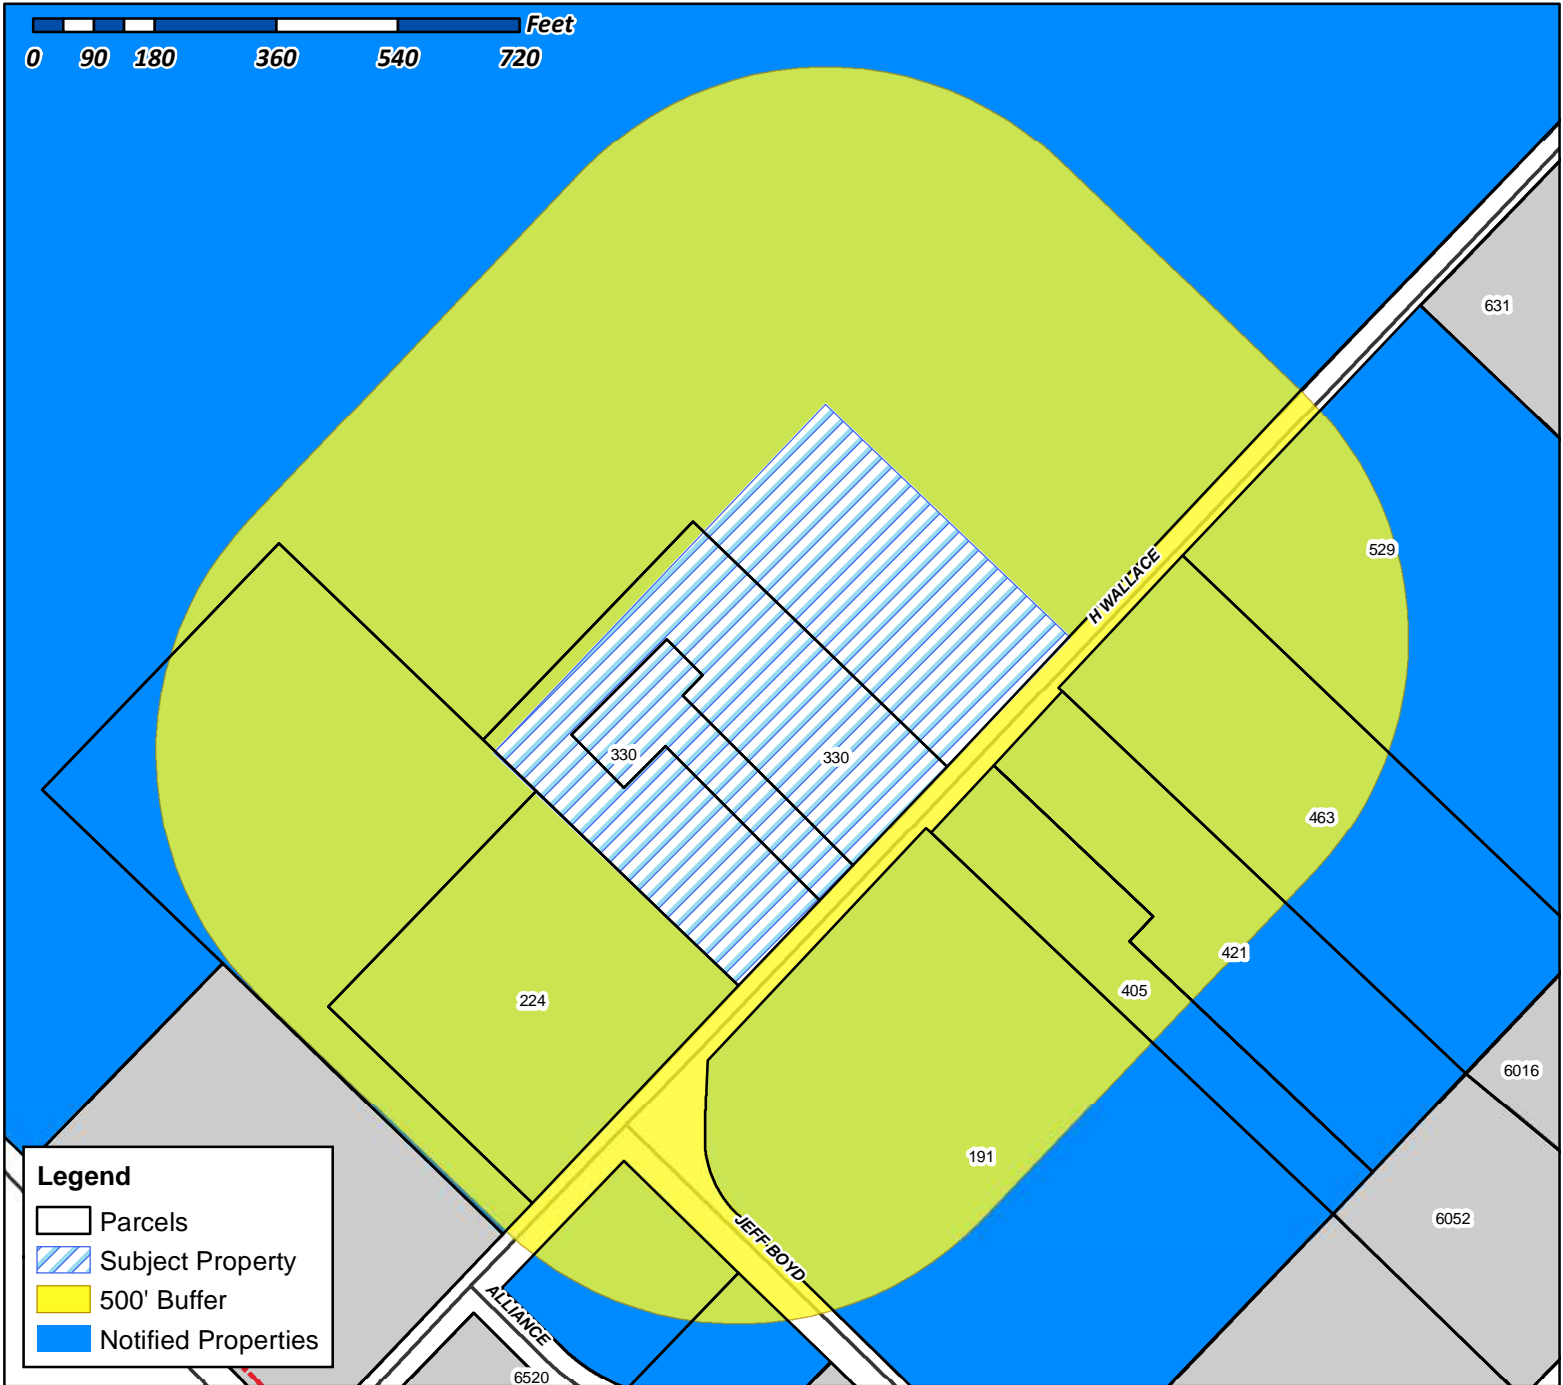 Feet
0 90 180 360 540 720
631
529
H WALLACE
330
330
463
421
405
224
6016
191
6052
JEFF BOYD
ALLIANCE
6520
Legend
Parcels
Subject Property
500' Buffer
Notified Properties